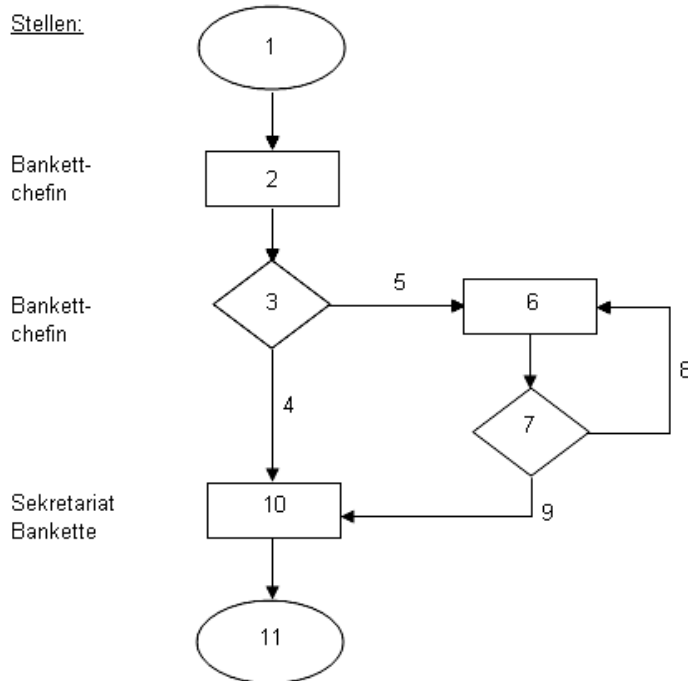 Stellen:
1
Bankett-
chefin
2
Bankett-
chefin
3
5
6
8
4
7
Sekretariat
Bankette
10
9
11